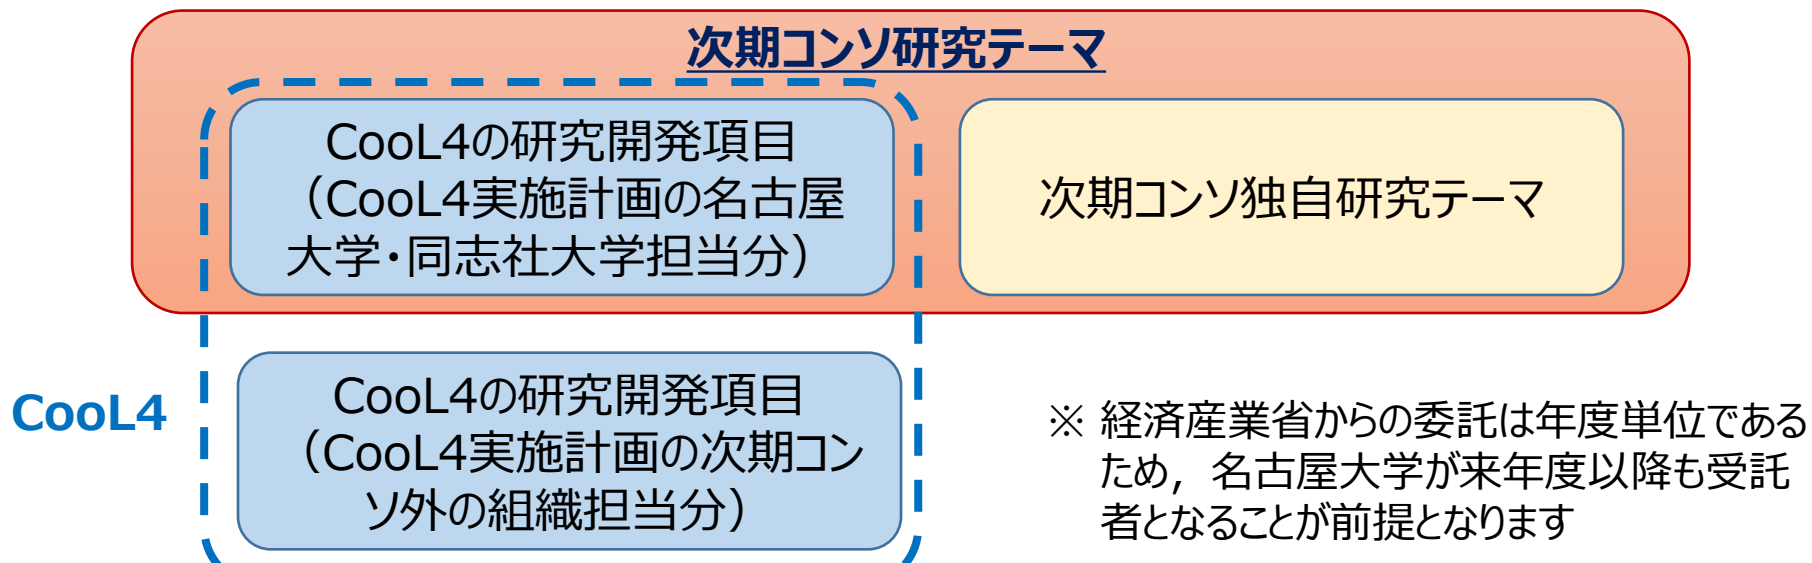 次期コンソ研究テーマ
CooL4の研究開発項目
（CooL4実施計画の名古屋
大学・同志社大学担当分）
次期コンソ独自研究テーマ
CooL4
CooL4の研究開発項目
（CooL4実施計画の次期コン
ソ外の組織担当分）
※ 経済産業省からの委託は年度単位である
ため，名古屋大学が来年度以降も受託
者となることが前提となります